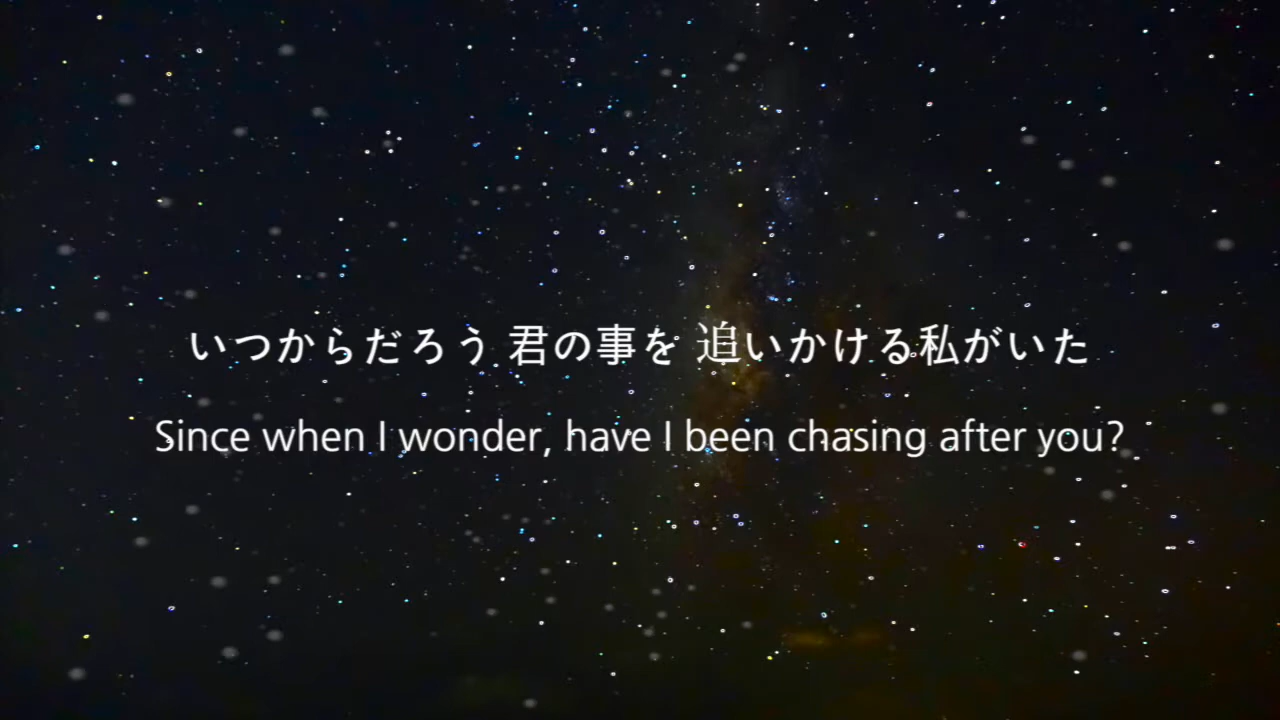 いつからだろう 君の事を 追いかける私がいた
Since when I wonder, have I been chasing after you?